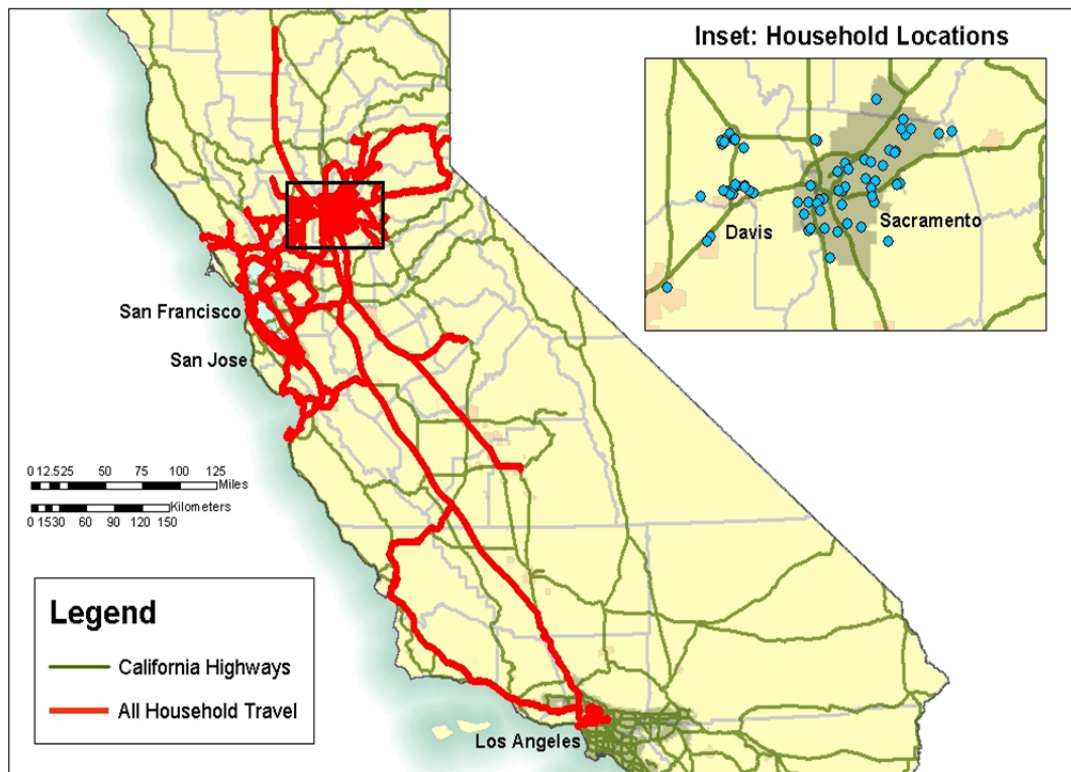 Inset: Household Locations
Davis
Sacramento
San Francisco
San Jose
0 12.525 50 75 100 125
Miles
Kilometers
0 1530 60 90 120 150
Legend
California Highways
All Household Travel
Los Angeles